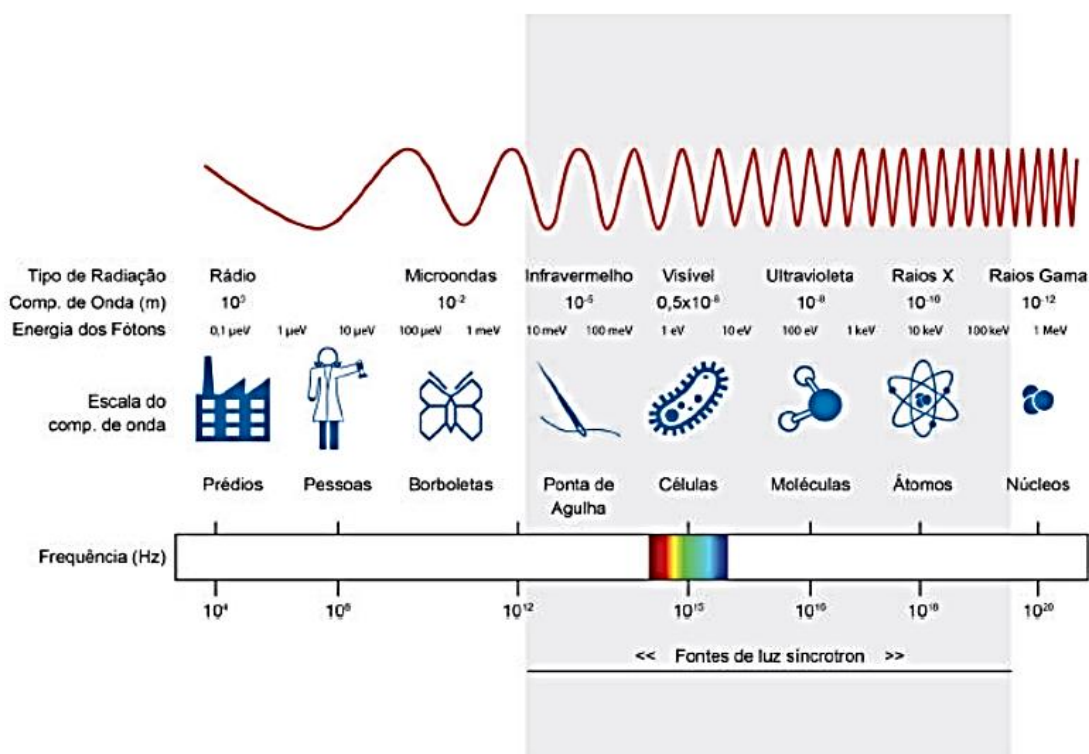 Tipo de Radiação Rádio Microondas Infravermelho Visível Ultravioleta Raios X Raios Gama
Comp. de Onda (m) 10³ 10⁻² 10⁻⁵ 0,5x10⁻⁶ 10⁻⁸ 10⁻¹⁰ 10⁻¹²
Energia dos Fótons 0,1 µeV 1 µeV 10 µeV 100 µeV 1 meV 10 meV 100 meV 1 eV 10 eV 100 eV 1 keV 10 keV 100 keV 1 MeV
Escala do
comp. de onda
Prédios Pessoas Borboletas Ponta de Células Moléculas Átomos Núcleos
Agulha
Frequência (Hz)
10⁴ 10⁸ 10¹² 10¹⁵ 10¹⁶ 10¹⁸ 10²⁰
<< Fontes de luz síncrotron >>